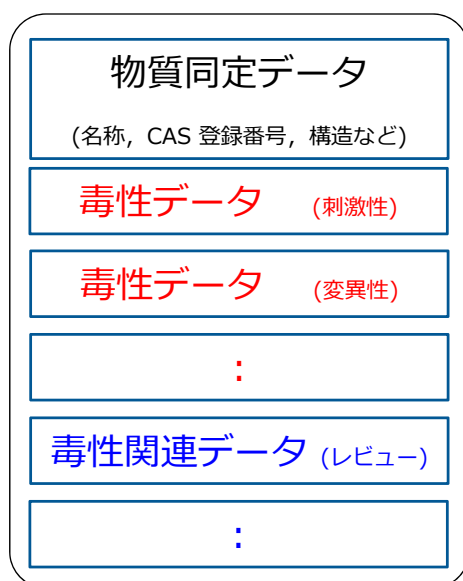 物質同定データ
(名称，CAS 登録番号，構造など)
毒性データ (刺激性)
毒性データ (変異性)
:
毒性関連データ (レビュー)
: